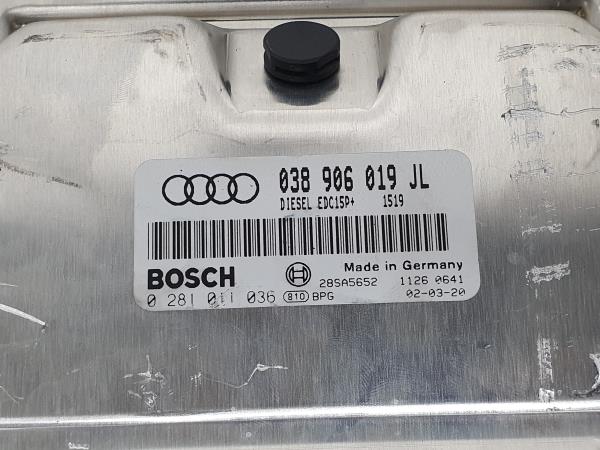 038 906 019 JL
DIESEL EDC15P+ 1519
BOSCH
Made in Germany
28SA5652 1126 0641
0 281 011 036 810 BPG 02-03-20